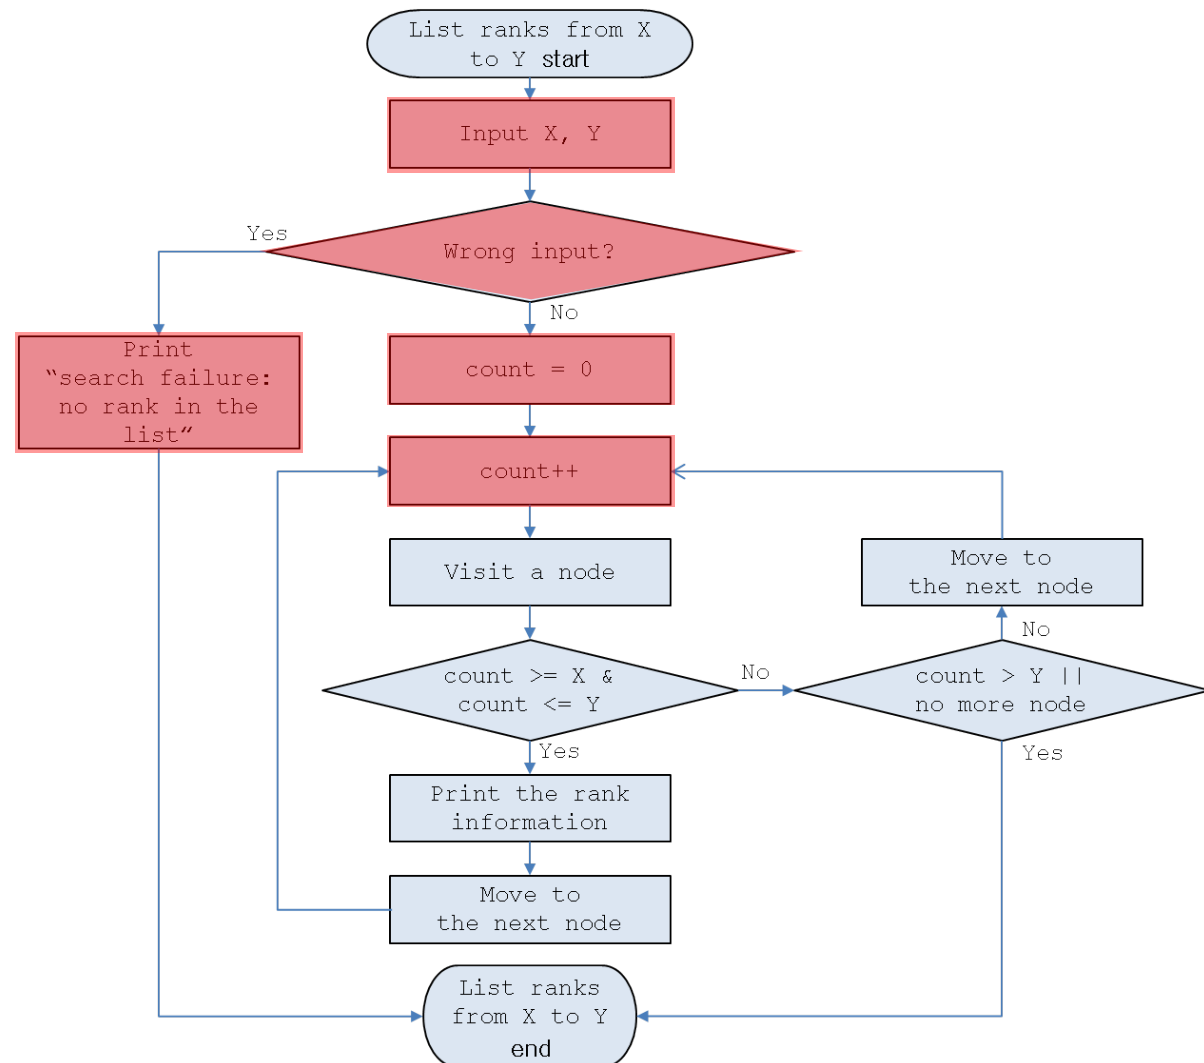 List ranks from X
to Y start
Input X, Y
Yes
Wrong input?
No
Print
“search failure:
no rank in the
list“
count = 0
count++
Visit a node
Move to
the next node
No
count >= X &
count <= Y
No
count > Y ||
no more node
Yes
Yes
Print the rank
information
Move to
the next node
List ranks
from X to Y
end